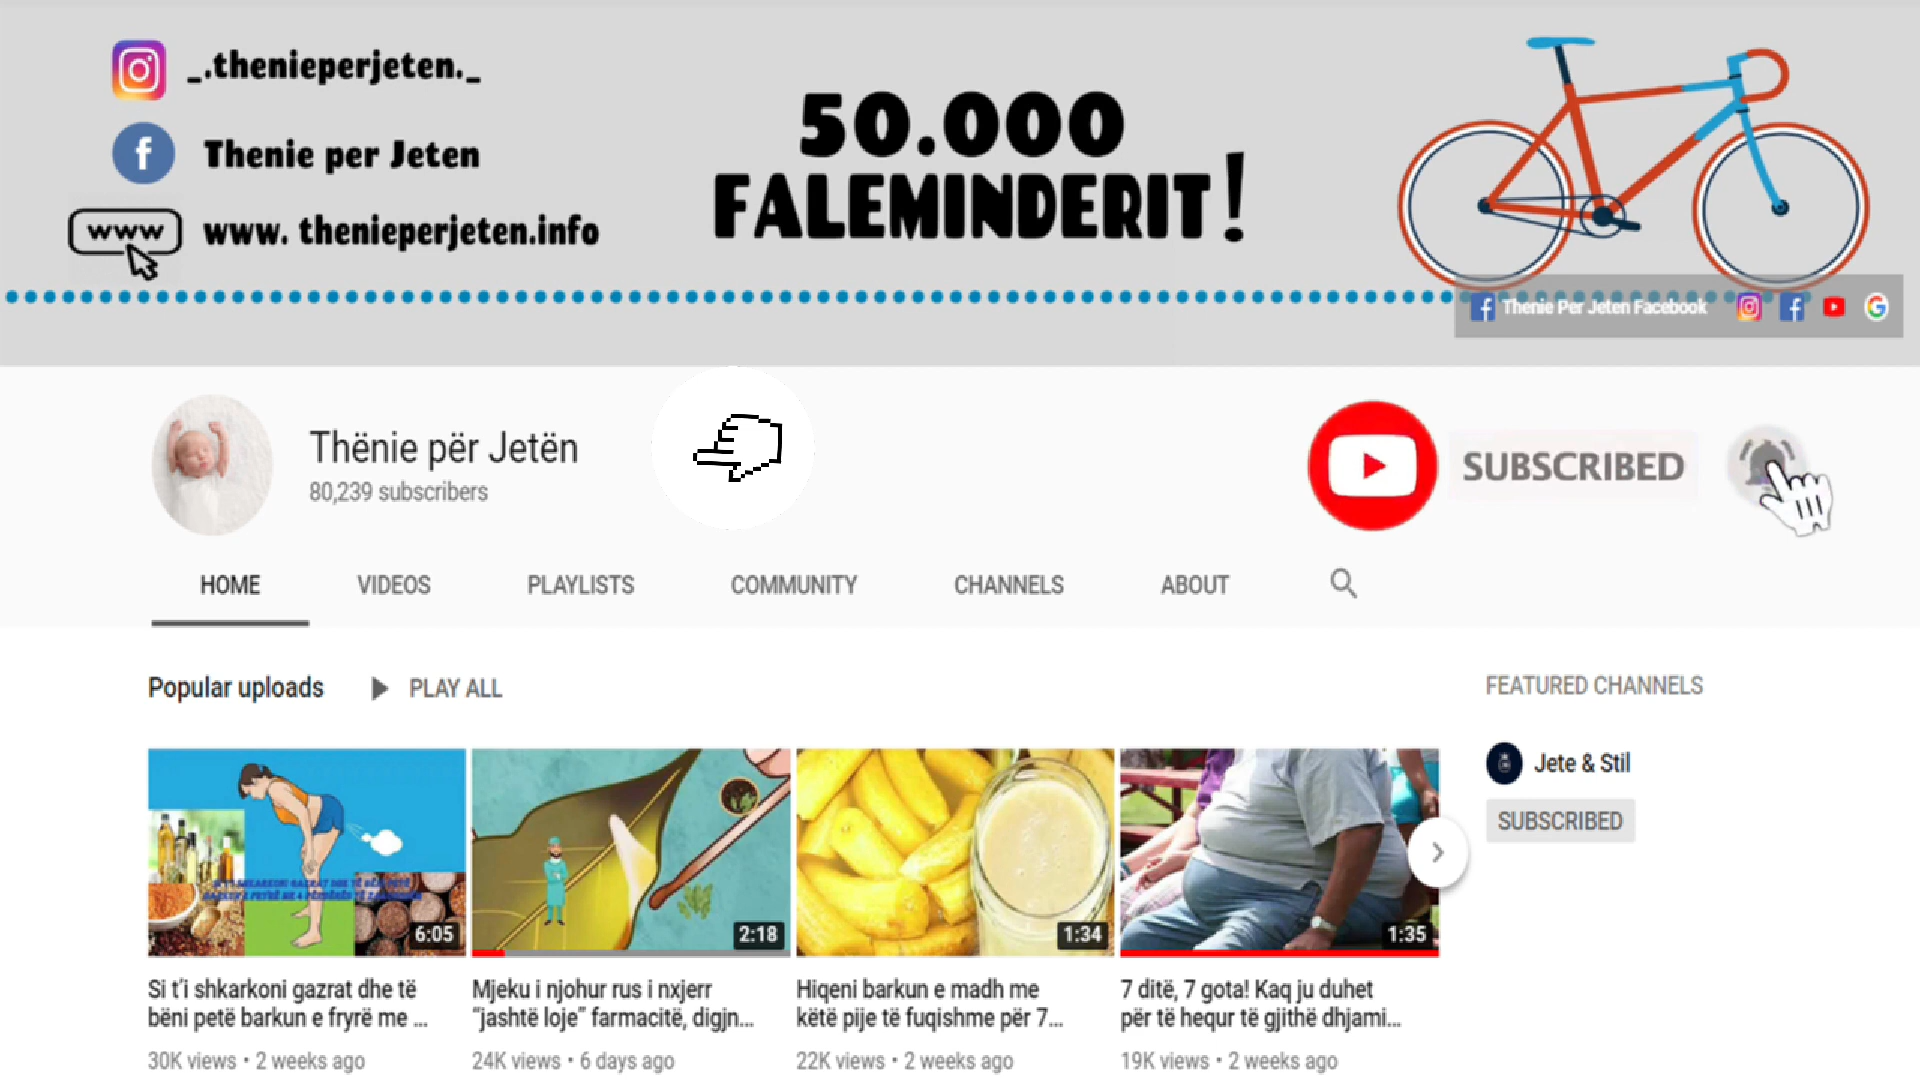 _.thenieperjeten._
Thenie per Jeten
www
www. thenieperjeten.info
50.000
FALEMINDERIT!
Thenie Per Jeten Facebook
Thënie për Jetën
80,239 subscribers
SUBSCRIBED
HOME VIDEOS PLAYLISTS COMMUNITY CHANNELS ABOUT
Popular uploads PLAY ALL
FEATURED CHANNELS
Jete & Stil
SUBSCRIBED
6:05
Si t'i shkarkoni gazrat dhe të
bëni petë barkun e fryrë me ...
30K views • 2 weeks ago
2:18
Mjeku i njohur rus i nxjerr
"jashtë loje" farmacitë, digjn...
24K views • 6 days ago
1:34
Hiqeni barkun e madh me
këtë pije të fuqishme për 7...
22K views • 2 weeks ago
1:35
7 ditë, 7 gota! Kaq ju duhet
për të hequr të gjithë dhjami...
19K views • 2 weeks ago